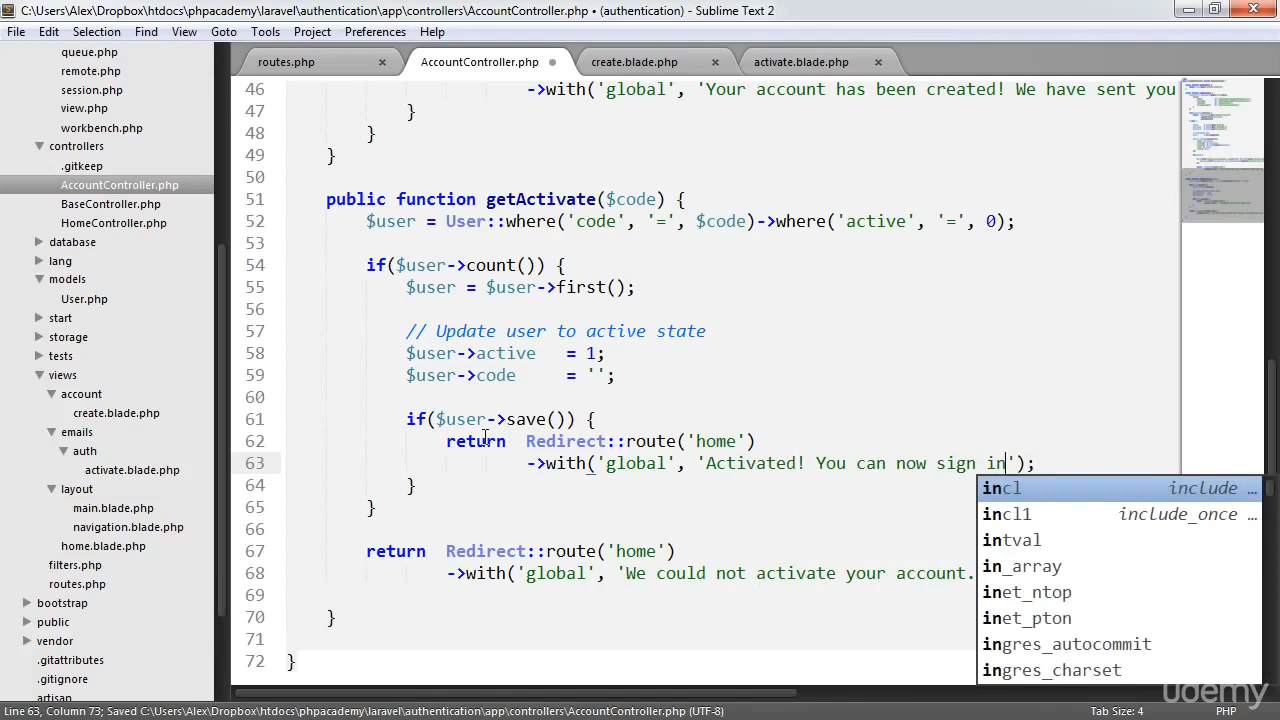 C:\Users\Alex\Dropbox\htdocs\phpacademy\laravel\authentication\app\controllers\AccountController.php • (authentication) - Sublime Text 2
File Edit Selection Find View Goto Tools Project Preferences Help
queue.php
remote.php
session.php
view.php
workbench.php
controllers
.gitkeep
AccountController.php
BaseController.php
HomeController.php
database
lang
models
User.php
start
storage
tests
views
account
create.blade.php
emails
auth
activate.blade.php
layout
main.blade.php
navigation.blade.php
home.blade.php
filters.php
routes.php
bootstrap
public
vendor
.gitattributes
.gitignore
artisan
routes.php AccountController.php create.blade.php activate.blade.php
46 ->with('global', 'Your account has been created! We have sent you
47 }
48 }
49 }
50
51 public function getActivate($code) {
52 $user = User::where('code', '=', $code)->where('active', '=', 0);
53
54 if($user->count()) {
55 $user = $user->first();
56
57 // Update user to active state
58 $user->active = 1;
59 $user->code = '';
60
61 if($user->save()) {
62 return Redirect::route('home')
63 ->with('global', 'Activated! You can now sign in');
64 }
65 }
66
67 return Redirect::route('home')
68 ->with('global', 'We could not activate your account.
69
70 }
71
72 }
incl include …
incl1 include_once …
intval
in_array
inet_ntop
inet_pton
ingres_autocommit
ingres_charset
udemy
Line 63, Column 73; Saved C:\Users\Alex\Dropbox\htdocs\phpacademy\laravel\authentication\app\controllers\AccountController.php (UTF-8) Tab Size: 4 PHP